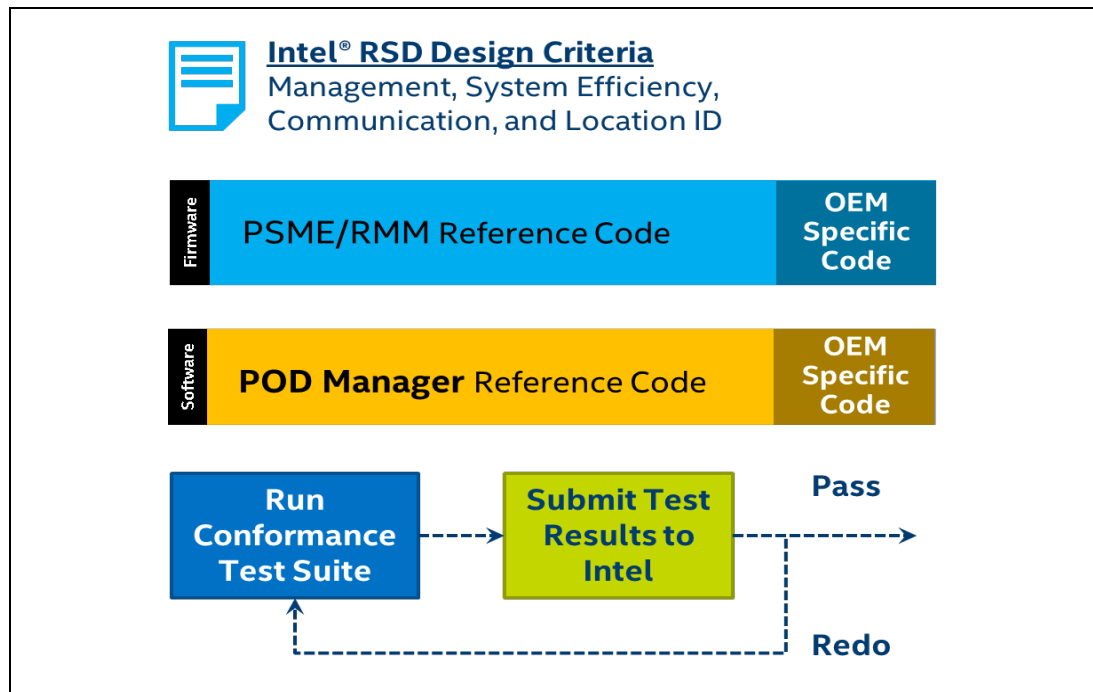 Intel® RSD Design Criteria
Management, System Efficiency,
Communication, and Location ID
Firmware
PSME/RMM Reference Code
OEM
Specific
Code
Software
POD Manager Reference Code
OEM
Specific
Code
Run
Conformance
Test Suite
Submit Test
Results to
Intel
Pass
Redo